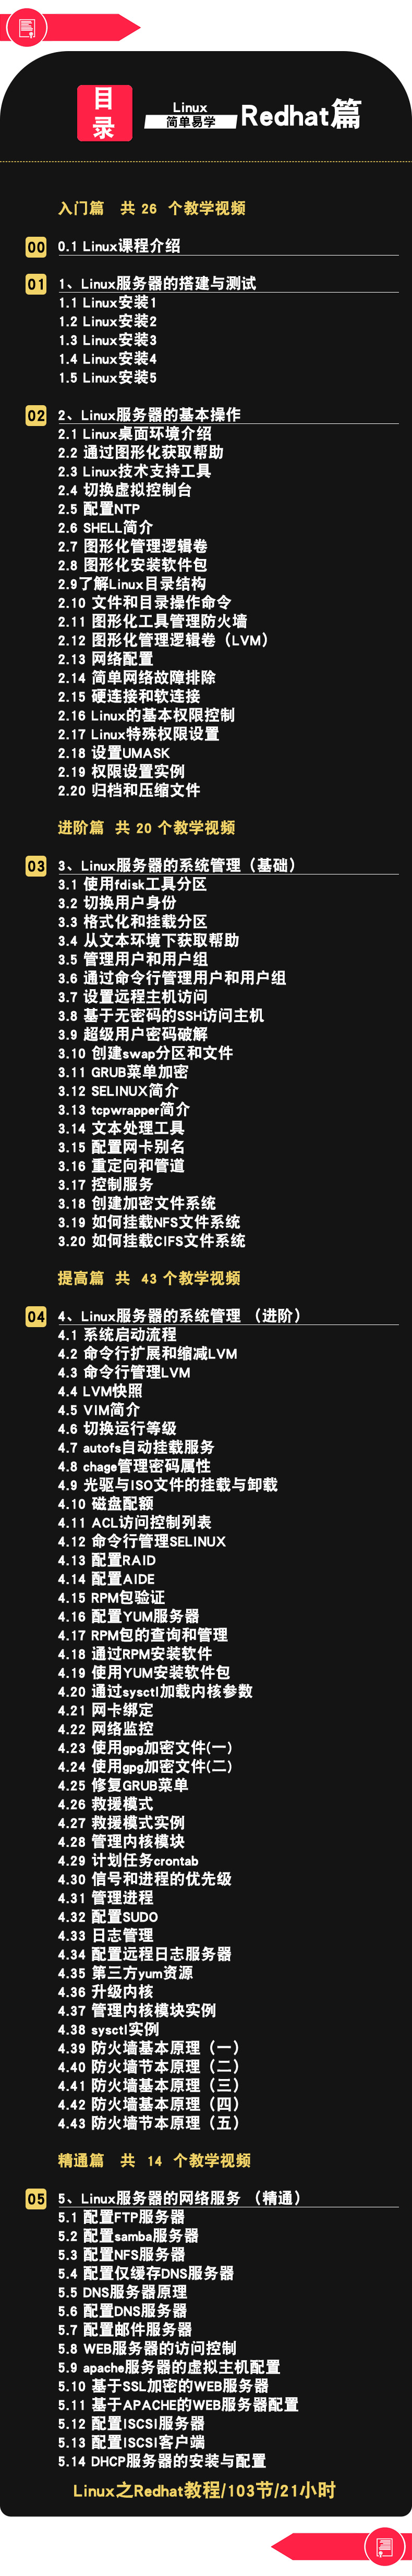 目录
Linux
简单易学
Redhat篇
入门篇 共 26 个教学视频
00 0.1 Linux课程介绍
01 1、Linux服务器的搭建与测试
1.1 Linux安装1
1.2 Linux安装2
1.3 Linux安装3
1.4 Linux安装4
1.5 Linux安装5
02 2、Linux服务器的基本操作
2.1 Linux桌面环境介绍
2.2 通过图形化获取帮助
2.3 Linux技术支持工具
2.4 切换虚拟控制台
2.5 配置NTP
2.6 SHELL简介
2.7 图形化管理逻辑卷
2.8 图形化安装软件包
2.9了解Linux目录结构
2.10 文件和目录操作命令
2.11 图形化工具管理防火墙
2.12 图形化管理逻辑卷（LVM）
2.13 网络配置
2.14 简单网络故障排除
2.15 硬连接和软连接
2.16 Linux的基本权限控制
2.17 Linux特殊权限设置
2.18 设置UMASK
2.19 权限设置实例
2.20 归档和压缩文件
进阶篇 共 20 个教学视频
03 3、Linux服务器的系统管理（基础）
3.1 使用fdisk工具分区
3.2 切换用户身份
3.3 格式化和挂载分区
3.4 从文本环境下获取帮助
3.5 管理用户和用户组
3.6 通过命令行管理用户和用户组
3.7 设置远程主机访问
3.8 基于无密码的SSH访问主机
3.9 超级用户密码破解
3.10 创建swap分区和文件
3.11 GRUB菜单加密
3.12 SELINUX简介
3.13 tcpwrapper简介
3.14 文本处理工具
3.15 配置网卡别名
3.16 重定向和管道
3.17 控制服务
3.18 创建加密文件系统
3.19 如何挂载NFS文件系统
3.20 如何挂载CIFS文件系统
提高篇 共 43 个教学视频
04 4、Linux服务器的系统管理 （进阶）
4.1 系统启动流程
4.2 命令行扩展和缩减LVM
4.3 命令行管理LVM
4.4 LVM快照
4.5 VIM简介
4.6 切换运行等级
4.7 autofs自动挂载服务
4.8 chage管理密码属性
4.9 光驱与ISO文件的挂载与卸载
4.10 磁盘配额
4.11 ACL访问控制列表
4.12 命令行管理SELINUX
4.13 配置RAID
4.14 配置AIDE
4.15 RPM包验证
4.16 配置YUM服务器
4.17 RPM包的查询和管理
4.18 通过RPM安装软件
4.19 使用YUM安装软件包
4.20 通过sysctl加载内核参数
4.21 网卡绑定
4.22 网络监控
4.23 使用gpg加密文件(一)
4.24 使用gpg加密文件(二)
4.25 修复GRUB菜单
4.26 救援模式
4.27 救援模式实例
4.28 管理内核模块
4.29 计划任务crontab
4.30 信号和进程的优先级
4.31 管理进程
4.32 配置SUDO
4.33 日志管理
4.34 配置远程日志服务器
4.35 第三方yum资源
4.36 升级内核
4.37 管理内核模块实例
4.38 sysctl实例
4.39 防火墙基本原理（一）
4.40 防火墙节本原理（二）
4.41 防火墙基本原理（三）
4.42 防火墙基本原理（四）
4.43 防火墙节本原理（五）
精通篇 共 14 个教学视频
05 5、Linux服务器的网络服务 （精通）
5.1 配置FTP服务器
5.2 配置samba服务器
5.3 配置NFS服务器
5.4 配置仅缓存DNS服务器
5.5 DNS服务器原理
5.6 配置DNS服务器
5.7 配置邮件服务器
5.8 WEB服务器的访问控制
5.9 apache服务器的虚拟主机配置
5.10 基于SSL加密的WEB服务器
5.11 基于APACHE的WEB服务器配置
5.12 配置ISCSI服务器
5.13 配置ISCSI客户端
5.14 DHCP服务器的安装与配置
Linux之Redhat教程/103节/21小时